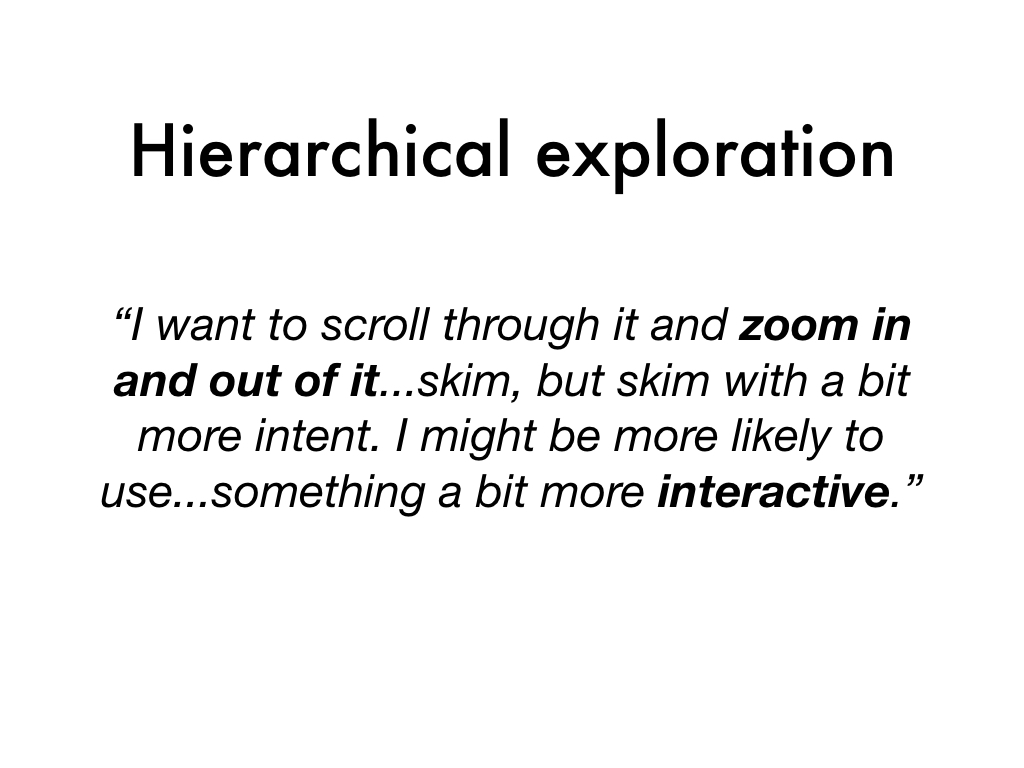 Hierarchical exploration
“I want to scroll through it and zoom in
and out of it...skim, but skim with a bit
more intent. I might be more likely to
use...something a bit more interactive.”